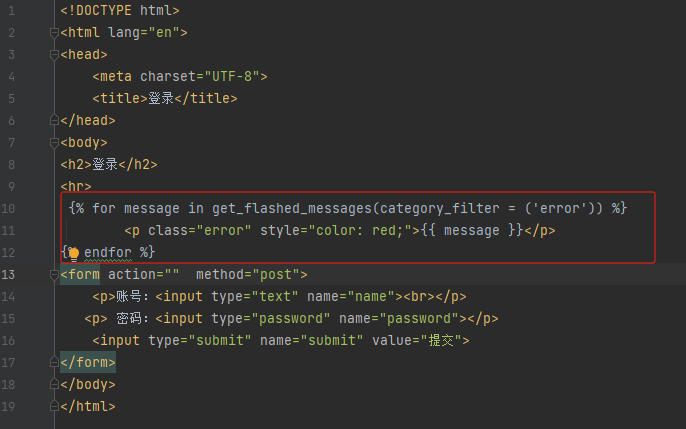 1 <!DOCTYPE html>
2 <html lang="en">
3 <head>
4 <meta charset="UTF-8">
5 <title>登录</title>
6 </head>
7 <body>
8 <h2>登录</h2>
9 <hr>
10 {% for message in get_flashed_messages(category_filter = ('error')) %}
11 <p class="error" style="color: red;">{{ message }}</p>
12 {% endfor %}
13 <form action="" method="post">
14 <p>账号：<input type="text" name="name"><br></p>
15 <p> 密码：<input type="password" name="password"></p>
16 <input type="submit" name="submit" value="提交">
17 </form>
18 </body>
19 </html>